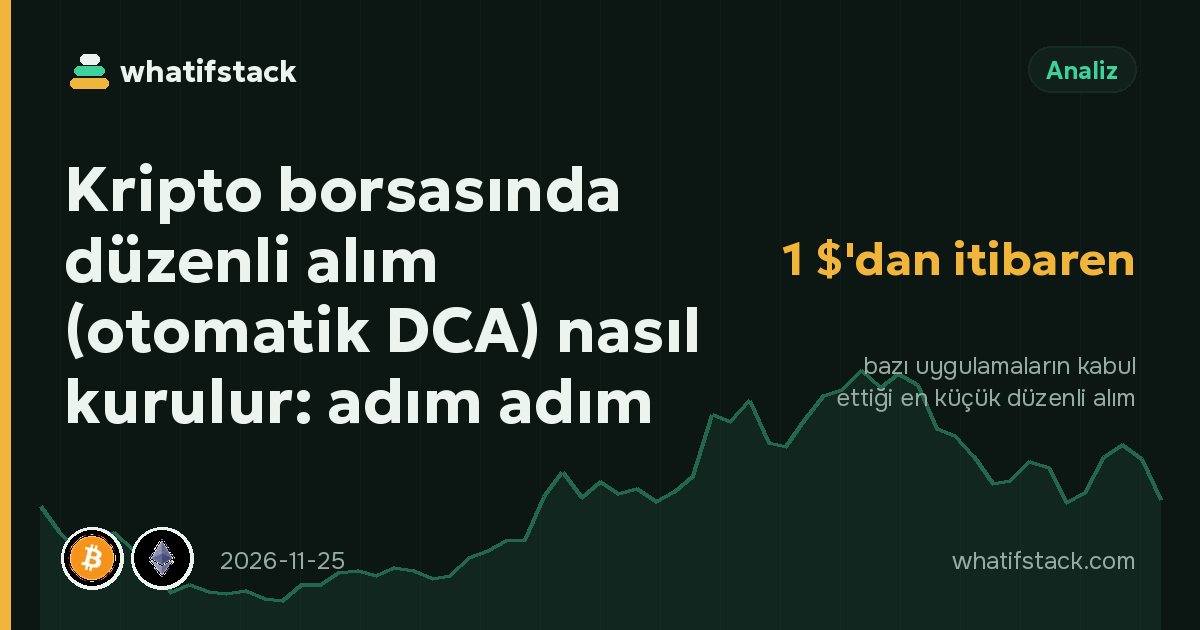 whatifstack
Analiz
Kripto borsasında
düzenli alım
(otomatik DCA) nasıl
kurulur: adım adım
1 $'dan itibaren
bazı uygulamaların kabul
ettiği en küçük düzenli alım
2026-11-25
whatifstack.com